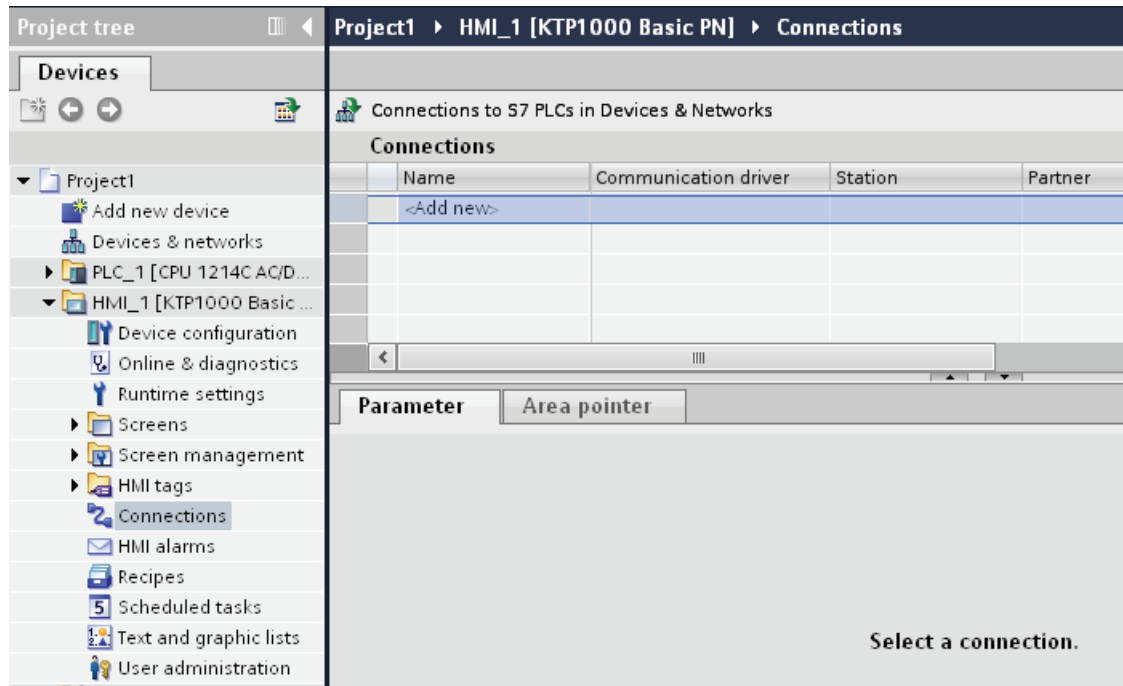 Project tree
Devices
Project1
Add new device
Devices & networks
PLC_1 [CPU 1214C AC/D...
HMI_1 [KTP1000 Basic ...
Device configuration
Online & diagnostics
Runtime settings
Screens
Screen management
HMI tags
Connections
HMI alarms
Recipes
5 Scheduled tasks
Text and graphic lists
User administration
Project1 HMI_1 [KTP1000 Basic PN] Connections
Connections to S7 PLCs in Devices & Networks
Connections
Name Communication driver Station Partner
<Add new>
Parameter Area pointer
Select a connection.